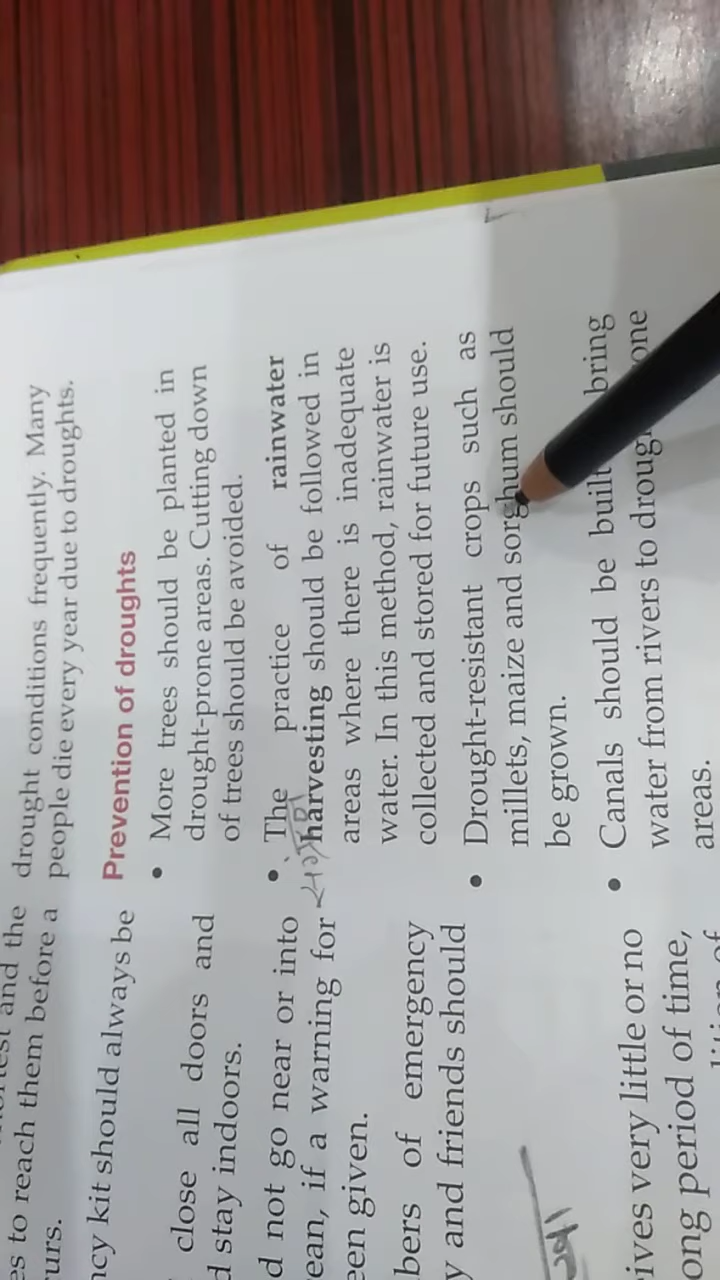 es to reach them before a
urs.
ncy kit should always be
close all doors and
d stay indoors.
d not go near or into
ean, if a warning for
een given.
bers of emergency
y and friends should
ives very little or no
ong period of time,
drought conditions frequently. Many
people die every year due to droughts.
Prevention of droughts
• More trees should be planted in
drought-prone areas. Cutting down
of trees should be avoided.
• The practice of rainwater
harvesting should be followed in
areas where there is inadequate
water. In this method, rainwater is
collected and stored for future use.
• Drought-resistant crops such as
millets, maize and sorghum should
be grown.
• Canals should be built bring
water from rivers to droug one
areas.